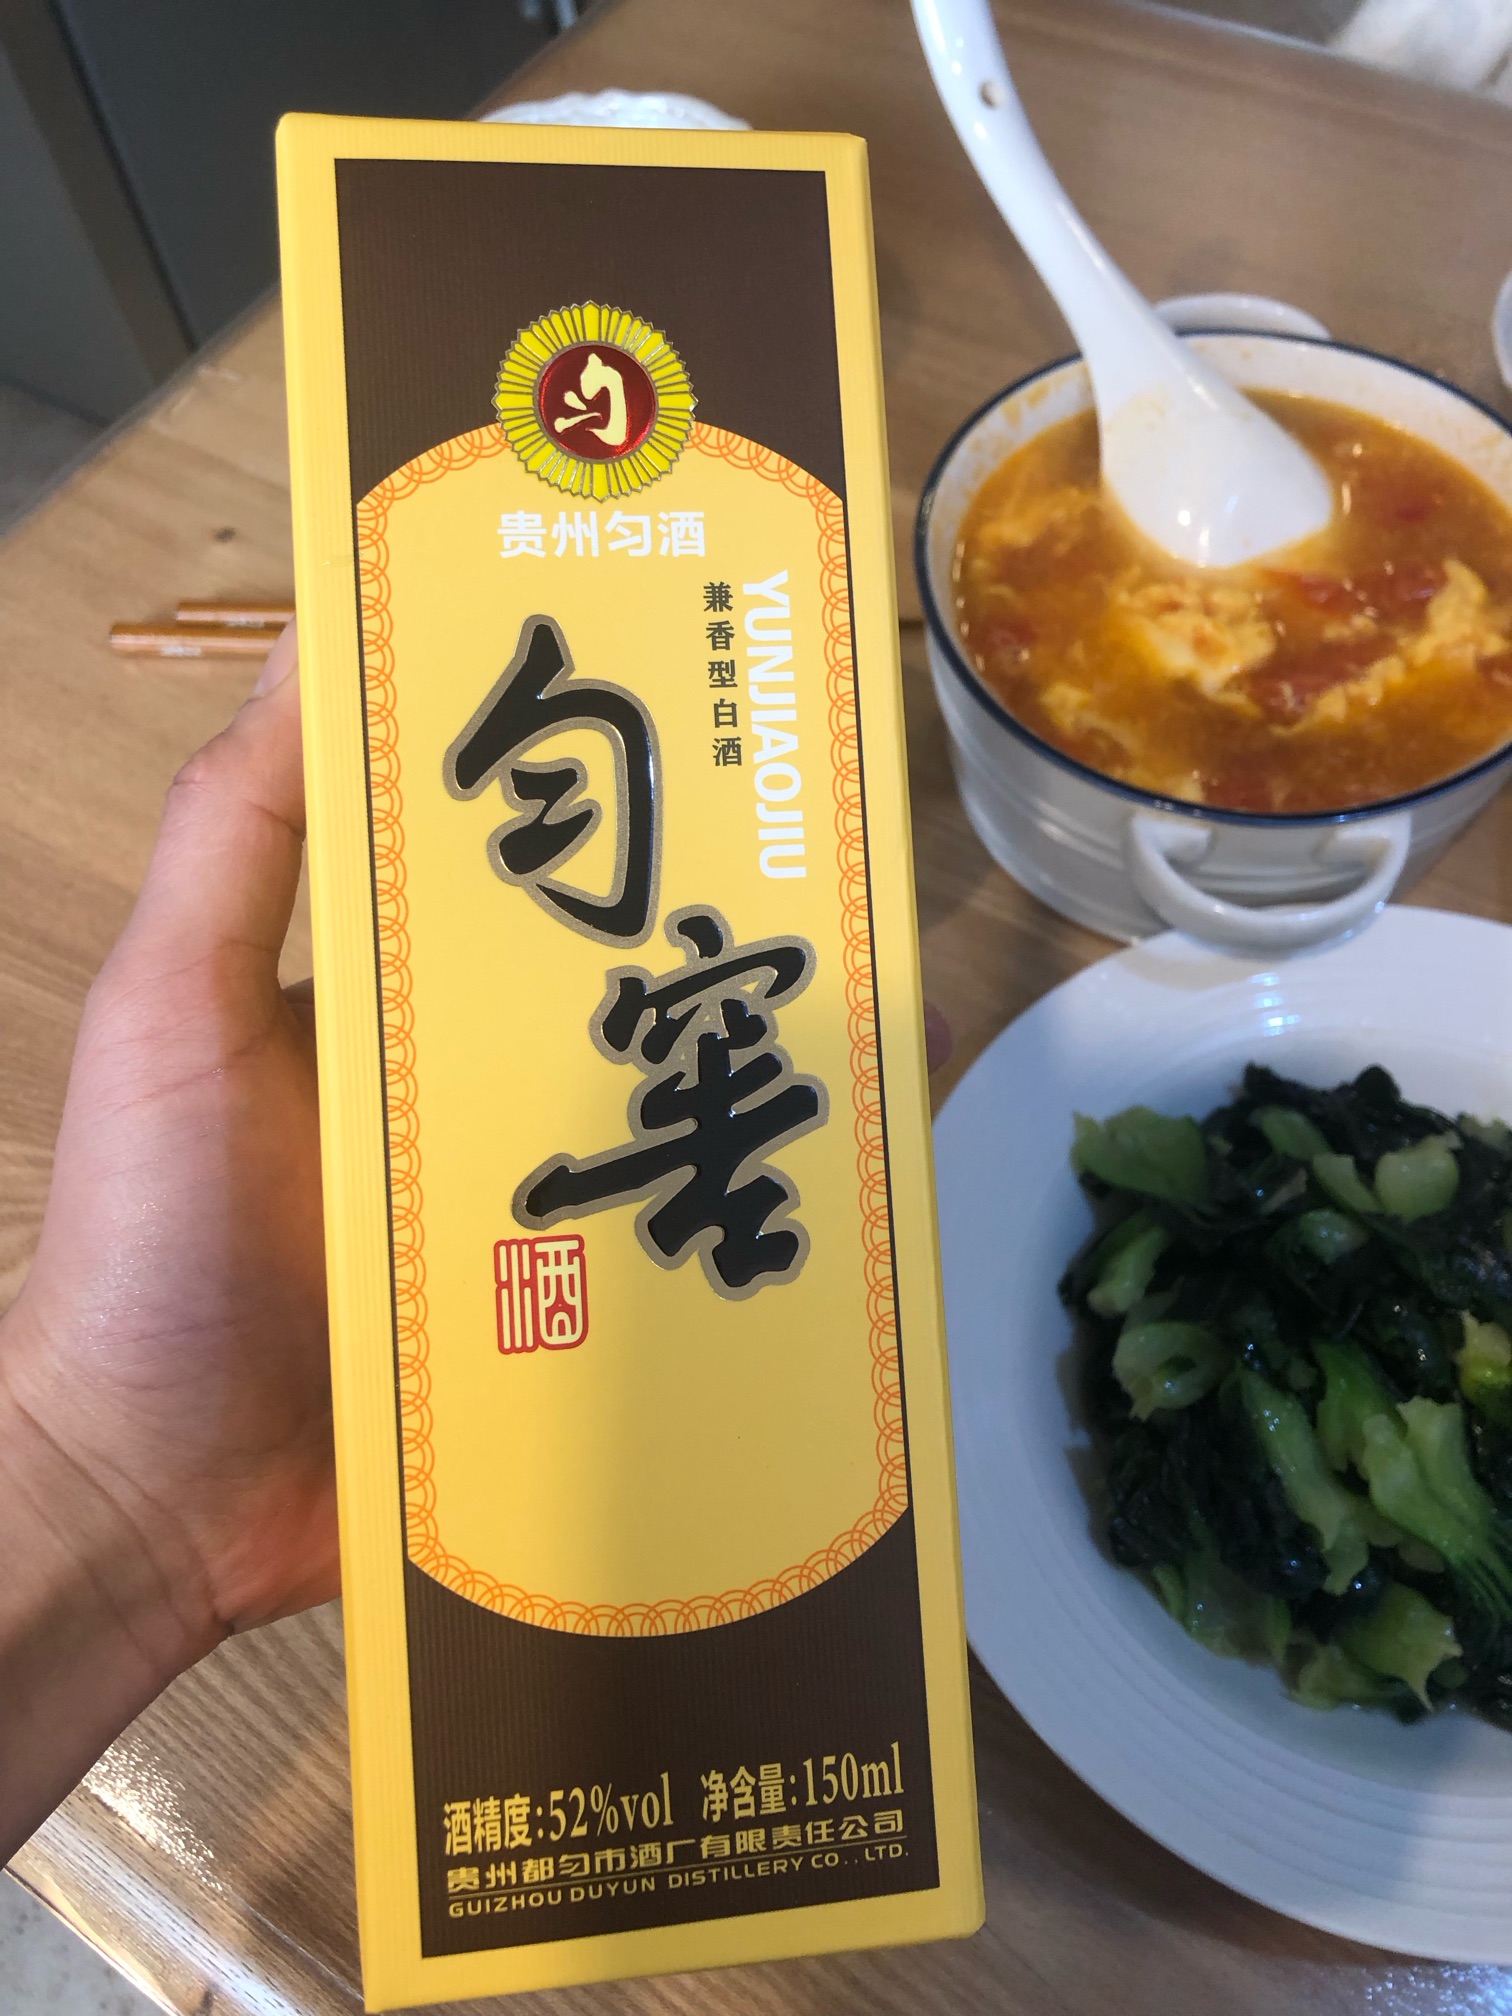 匀
贵州匀酒
兼香型白酒
YUNJIAOJIU
匀窖
酒
酒精度:52%vol 净含量:150ml
贵州都匀市酒厂有限责任公司
GUIZHOU DUYUN DISTILLERY CO.,LTD.